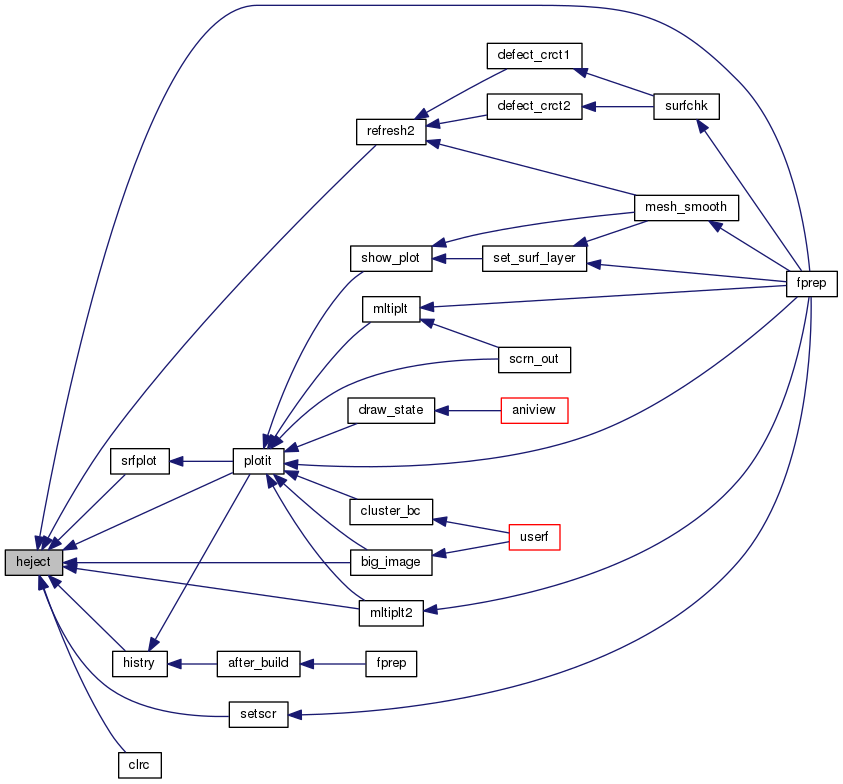 defect_crct1
defect_crct2
surfchk
refresh2
mesh_smooth
show_plot
set_surf_layer
fprep
mltiplt
scrn_out
draw_state
aniview
srfplot
plotit
cluster_bc
userf
heject
big_image
mltiplt2
histry
after_build
fprep
setscr
clrc